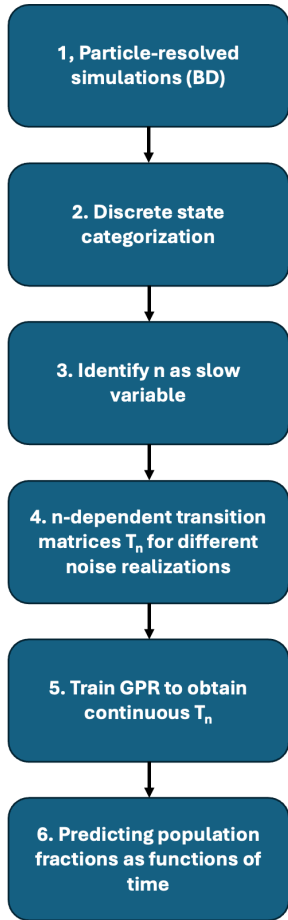 1, Particle-resolved
simulations (BD)
2. Discrete state
categorization
3. Identify n as slow
variable
4. n-dependent transition
matrices Tₙ for different
noise realizations
5. Train GPR to obtain
continuous Tₙ
6. Predicting population
fractions as functions of
time